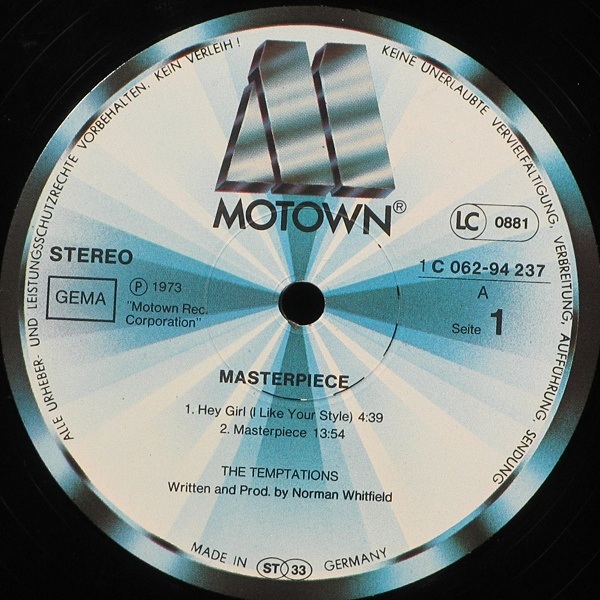 ALLE URHEBER- UND LEISTUNGSSCHUTZRECHTE VORBEHALTEN. KEIN VERLEIH! KEINE UNERLAUBTE VERVIELFÄLTIGUNG, VERBREITUNG, AUFFÜHRUNG, SENDUNG
M
MOTOWN®
LC 0881
STEREO
1 C 062-94 237
A
GEMA
Ⓟ 1973
"Motown Rec.
Corporation"
Seite 1
MASTERPIECE
1. Hey Girl (I Like Your Style) 4:39
2. Masterpiece 13:54
THE TEMPTATIONS
Written and Prod. by Norman Whitfield
MADE IN ST 33 GERMANY